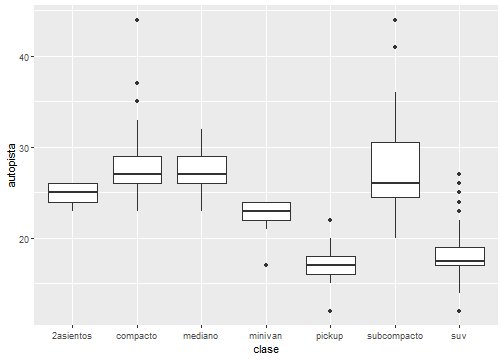 autopista
40
30
20
2asientos compacto mediano minivan pickup subcompacto suv
clase